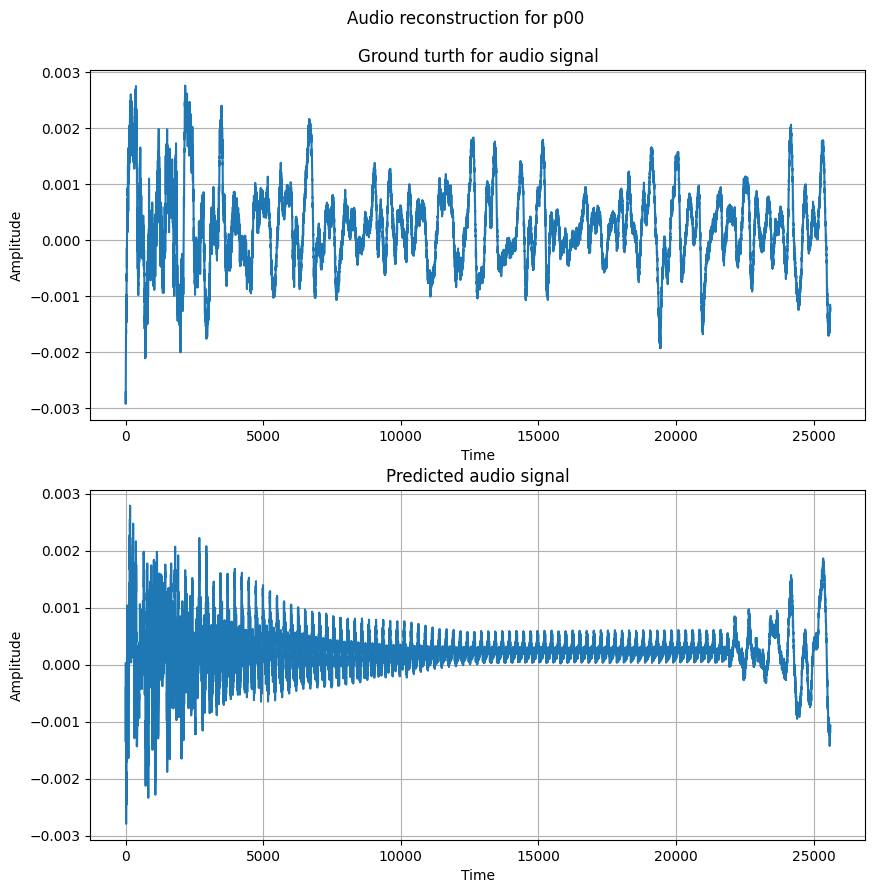 Audio reconstruction for p00
Ground turth for audio signal
0.003
0.002
0.001
0.000
−0.001
−0.002
−0.003
Amplitude
0 5000 10000 15000 20000 25000
Time
Predicted audio signal
0.003
0.002
0.001
0.000
−0.001
−0.002
−0.003
Amplitude
0 5000 10000 15000 20000 25000
Time